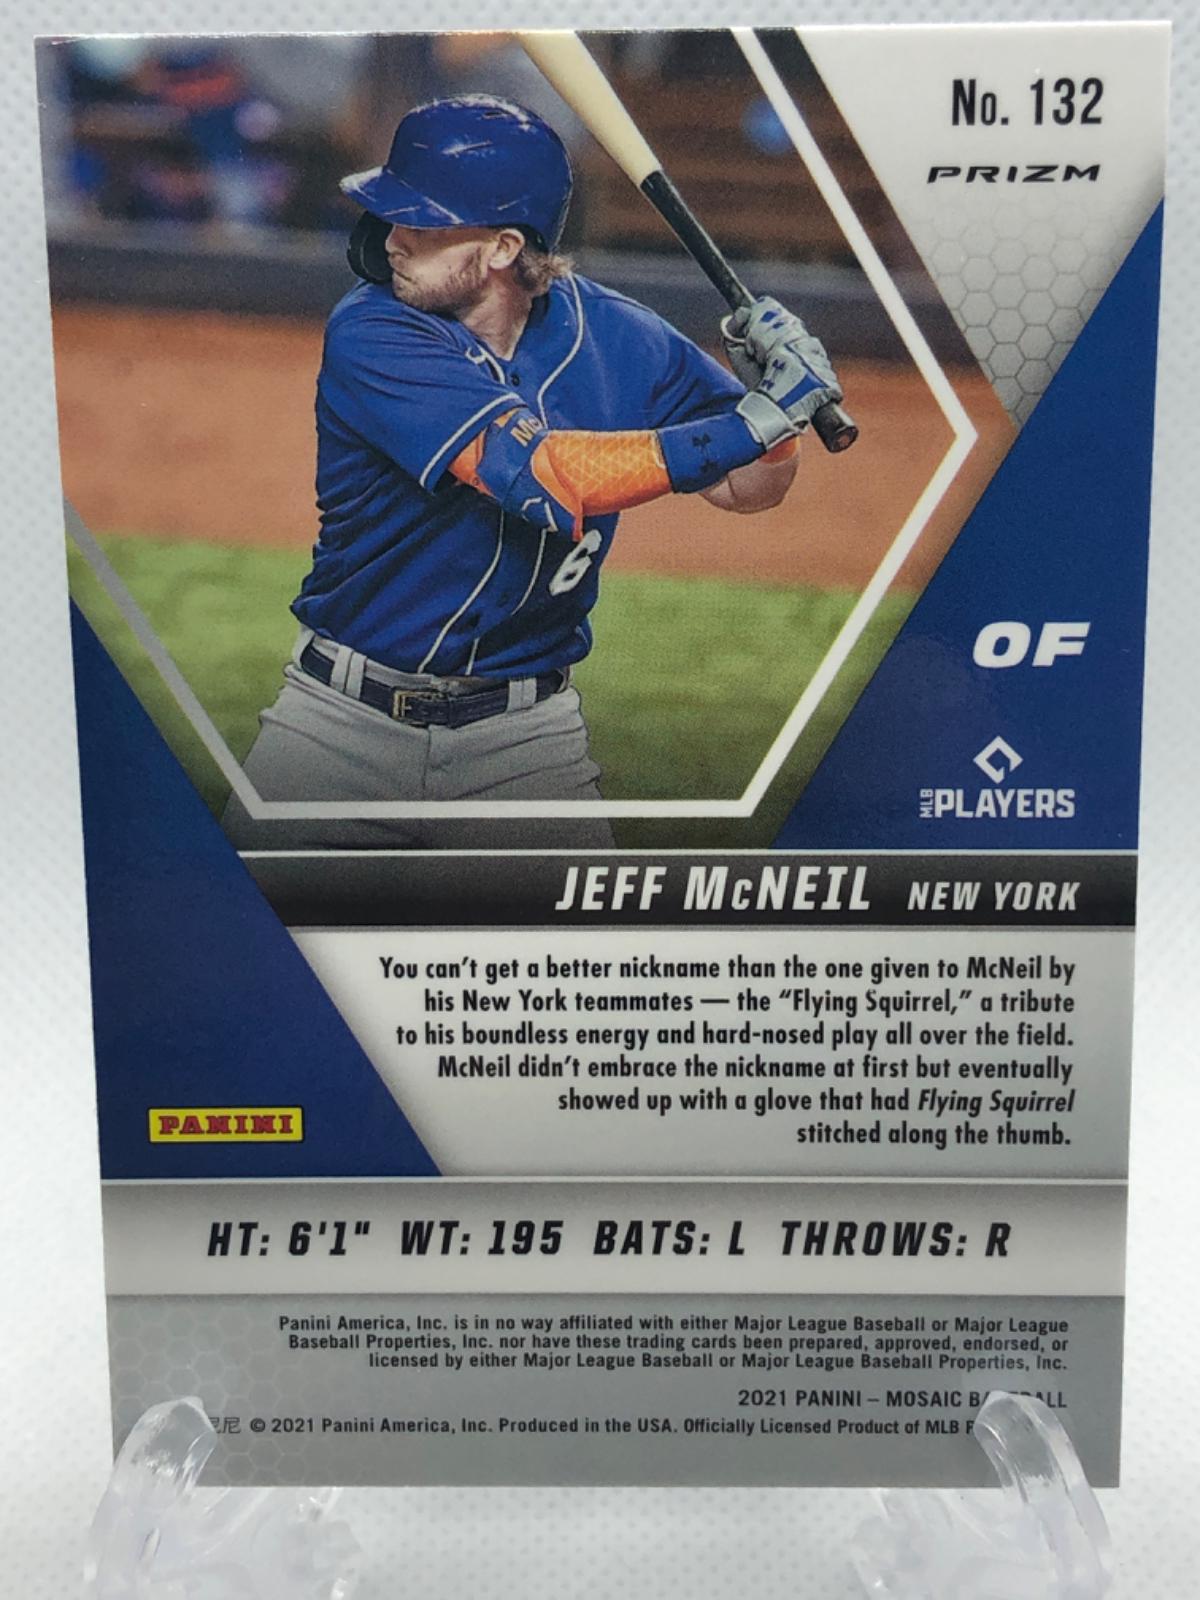 No. 132
PRIZM
Mc
6
OF
MLB PLAYERS
JEFF McNEIL NEW YORK
You can't get a better nickname than the one given to McNeil by
his New York teammates — the "Flying Squirrel," a tribute
to his boundless energy and hard-nosed play all over the field.
McNeil didn't embrace the nickname at first but eventually
showed up with a glove that had Flying Squirrel
stitched along the thumb.
PANINI
HT: 6'1" WT: 195 BATS: L THROWS: R
Panini America, Inc. is in no way affiliated with either Major League Baseball or Major League
Baseball Properties, Inc. nor have these trading cards been prepared, approved, endorsed, or
licensed by either Major League Baseball or Major League Baseball Properties, Inc.
2021 PANINI – MOSAIC
尼 © 2021 Panini America, Inc. Produced in the USA. Officially Licensed Product of MLB